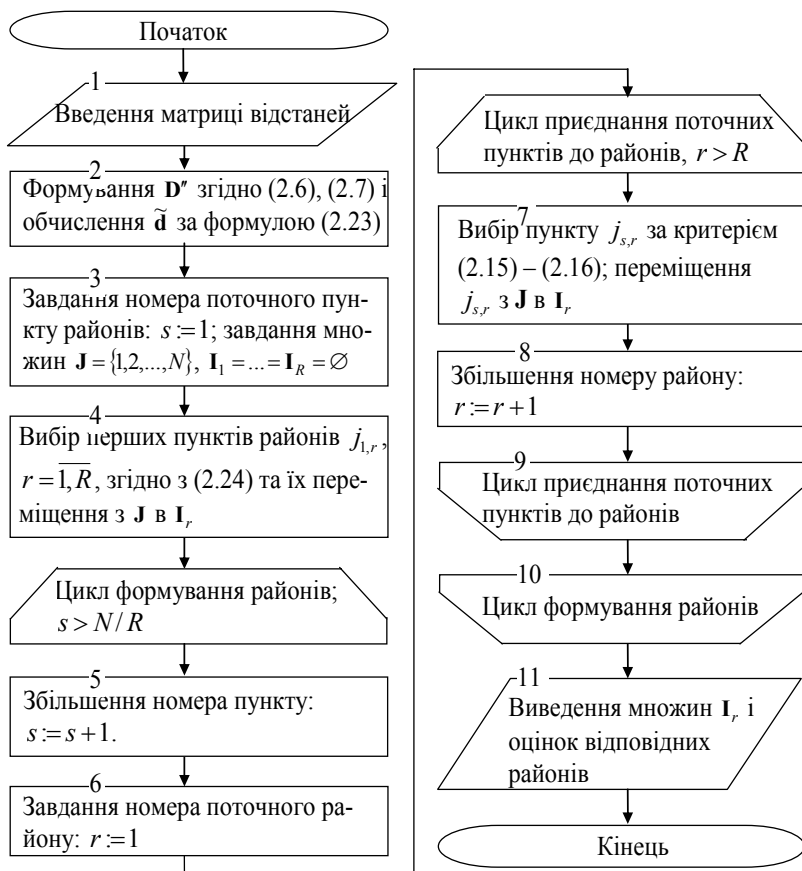 Початок
1
Введення матриці відстаней
2
Формування D″ згідно (2.6), (2.7) і
обчислення d̃ за формулою (2.23)
3
Завдання номера поточного пун-
кту районів: s := 1; завдання мно-
жин J = {1,2,...,N}, I₁ = ... = I_R = ∅
4
Вибір перших пунктів районів j₁,ᵣ,
r = 1, R, згідно з (2.24) та їх пере-
міщення з J в Iᵣ
Цикл формування районів;
s > N / R
5
Збільшення номера пункту:
s := s + 1.
6
Завдання номера поточного ра-
йону: r := 1
Цикл приєднання поточних
пунктів до районів, r > R
7
Вибір пункту jₛ,ᵣ за критерієм
(2.15) – (2.16); переміщення
jₛ,ᵣ з J в Iᵣ
8
Збільшення номеру району:
r := r + 1
9
Цикл приєднання поточних
пунктів до районів
10
Цикл формування районів
11
Виведення множин Iᵣ і
оцінок відповідних
районів
Кінець